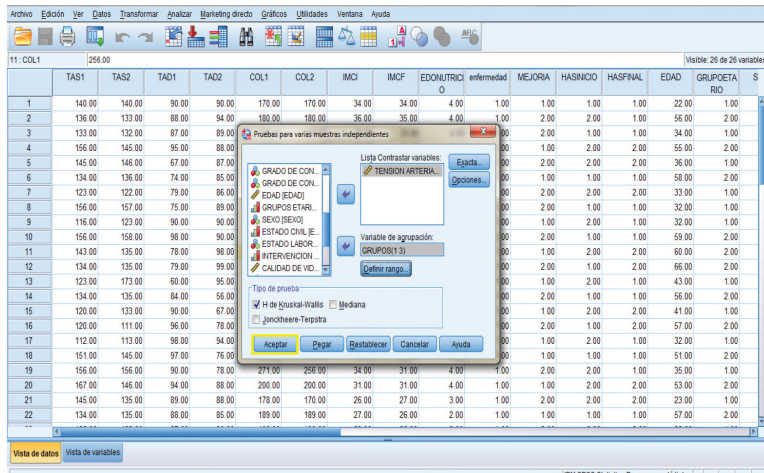 Archivo Edición Ver Datos Transformar Analizar Marketing directo Gráficos Utilidades Ventana Ayuda
11 : COL1 256.00 Visible: 26 de 26 variables
TAS1 TAS2 TAD1 TAD2 COL1 COL2 IMCI IMCF EDONUTRICI O enfermedad MEJORIA HASINICIO HASFINAL EDAD GRUPOETA RIO S
1 140.00 140.00 90.00 90.00 170.00 170.00 34.00 34.00 4.00 1.00 1.00 1.00 1.00 22.00 1.00
2 136.00 133.00 88.00 94.00 180.00 180.00 36.00 35.00 4.00 1.00 2.00 1.00 1.00 56.00 2.00
3 133.00 132.00 87.00 89.00 00 2.00 1.00 1.00 34.00 1.00
4 156.00 145.00 95.00 88.00 00 2.00 2.00 1.00 55.00 2.00
5 145.00 146.00 67.00 87.00 00 2.00 2.00 2.00 36.00 1.00
6 134.00 136.00 74.00 85.00 00 2.00 1.00 1.00 58.00 2.00
7 123.00 122.00 79.00 86.00 00 2.00 2.00 2.00 33.00 1.00
8 156.00 157.00 75.00 89.00 00 1.00 2.00 1.00 32.00 1.00
9 116.00 123.00 90.00 90.00 00 1.00 2.00 2.00 32.00 1.00
10 156.00 158.00 98.00 90.00 00 2.00 1.00 1.00 59.00 2.00
11 143.00 135.00 78.00 98.00 00 2.00 2.00 1.00 60.00 2.00
12 134.00 135.00 79.00 99.00 00 2.00 2.00 2.00 66.00 2.00
13 123.00 173.00 60.00 95.00 00 1.00 2.00 1.00 43.00 1.00
14 134.00 135.00 84.00 56.00 00 1.00 2.00 1.00 56.00 2.00
15 120.00 133.00 90.00 67.00 00 2.00 2.00 2.00 41.00 1.00
16 120.00 111.00 96.00 78.00 00 2.00 2.00 1.00 57.00 2.00
17 112.00 113.00 98.00 94.00 00 1.00 2.00 1.00 32.00 1.00
18 151.00 145.00 97.00 76.00 00 1.00 2.00 1.00 51.00 2.00
19 156.00 156.00 90.00 78.00 271.00 256.00 34.00 31.00 4.00 1.00 2.00 2.00 1.00 35.00 1.00
20 167.00 146.00 94.00 88.00 200.00 200.00 31.00 31.00 4.00 1.00 2.00 2.00 2.00 53.00 2.00
21 145.00 135.00 89.00 88.00 178.00 170.00 26.00 27.00 3.00 1.00 1.00 2.00 2.00 23.00 1.00
22 134.00 135.00 88.00 85.00 189.00 189.00 27.00 26.00 2.00 1.00 1.00 1.00 1.00 57.00 2.00
Pruebas para varias muestras independientes
Lista Contrastar variables:
GRADO DE CON...
GRADO DE CON...
EDAD [EDAD]
GRUPOS ETARI...
SEXO [SEXO]
ESTADO CIVIL [E...
ESTADO LABOR...
INTERVENCION ...
CALIDAD DE VID...
TENSION ARTERIA...
Exacta...
Opciones...
Variable de agrupación:
GRUPOS(1 3)
Definir rango...
Tipo de prueba
H de Kruskal-Wallis Mediana
Jonckheere-Terpstra
Aceptar Pegar Restablecer Cancelar Ayuda
Vista de datos Vista de variables